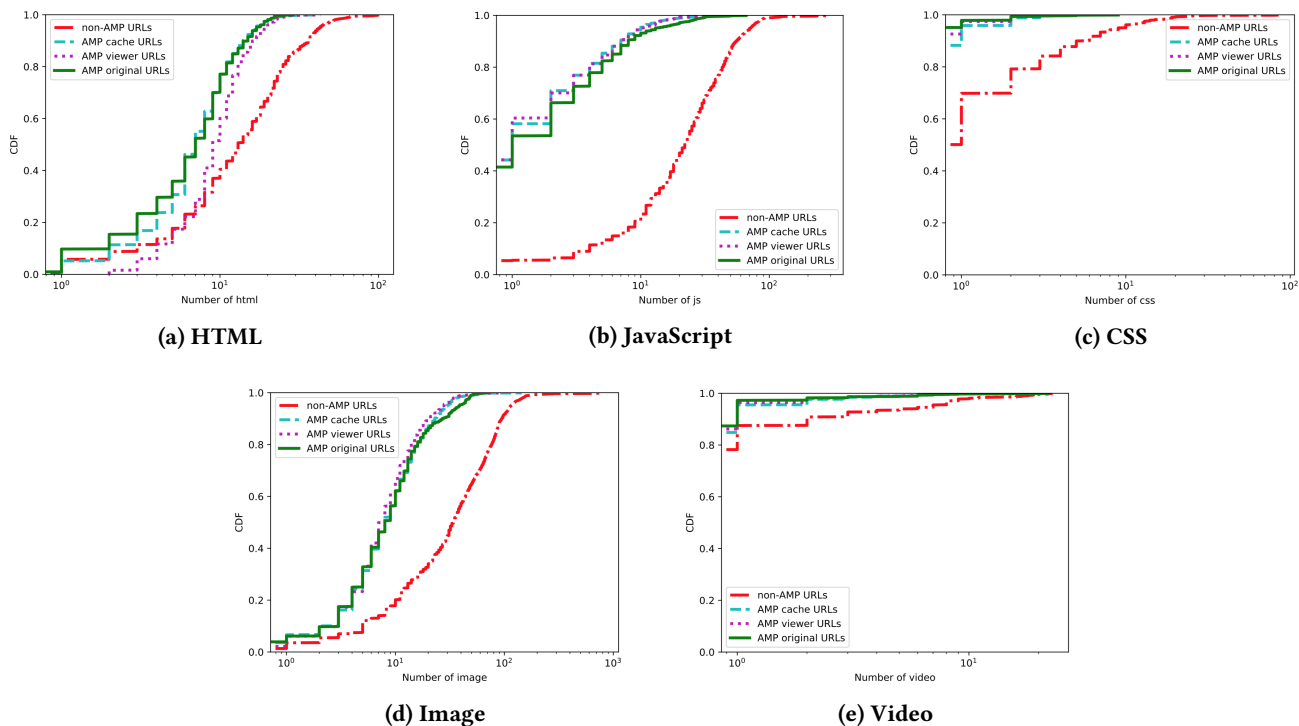 1.0
0.8
0.6
0.4
0.2
0.0
CDF
non-AMP URLs
AMP cache URLs
AMP viewer URLs
AMP original URLs
10^0
10^1
10^2
Number of html
(a) HTML
1.0
0.8
0.6
0.4
0.2
0.0
CDF
non-AMP URLs
AMP cache URLs
AMP viewer URLs
AMP original URLs
10^0
10^1
10^2
Number of js
(b) JavaScript
1.0
0.8
0.6
0.4
0.2
0.0
CDF
non-AMP URLs
AMP cache URLs
AMP viewer URLs
AMP original URLs
10^0
10^1
10^2
Number of css
(c) CSS
1.0
0.8
0.6
0.4
0.2
0.0
CDF
non-AMP URLs
AMP cache URLs
AMP viewer URLs
AMP original URLs
10^0
10^1
10^2
10^3
Number of image
(d) Image
1.0
0.8
0.6
0.4
0.2
0.0
CDF
non-AMP URLs
AMP cache URLs
AMP viewer URLs
AMP original URLs
10^0
10^1
Number of video
(e) Video